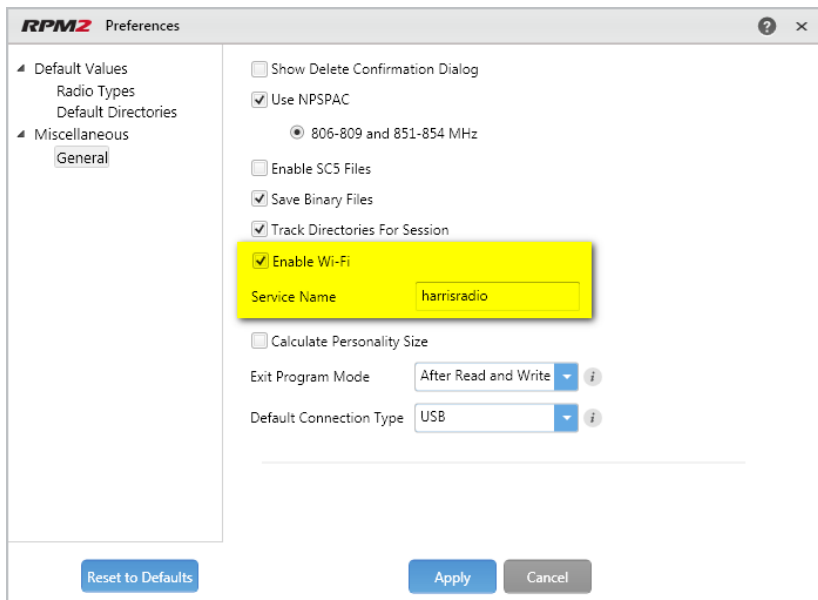 RPM2 Preferences
Default Values
Radio Types
Default Directories
Miscellaneous
General
Show Delete Confirmation Dialog
Use NPSPAC
806-809 and 851-854 MHz
Enable SC5 Files
Save Binary Files
Track Directories For Session
Enable Wi-Fi
Service Name harrisradio
Calculate Personality Size
Exit Program Mode After Read and Write
Default Connection Type USB
Reset to Defaults Apply Cancel